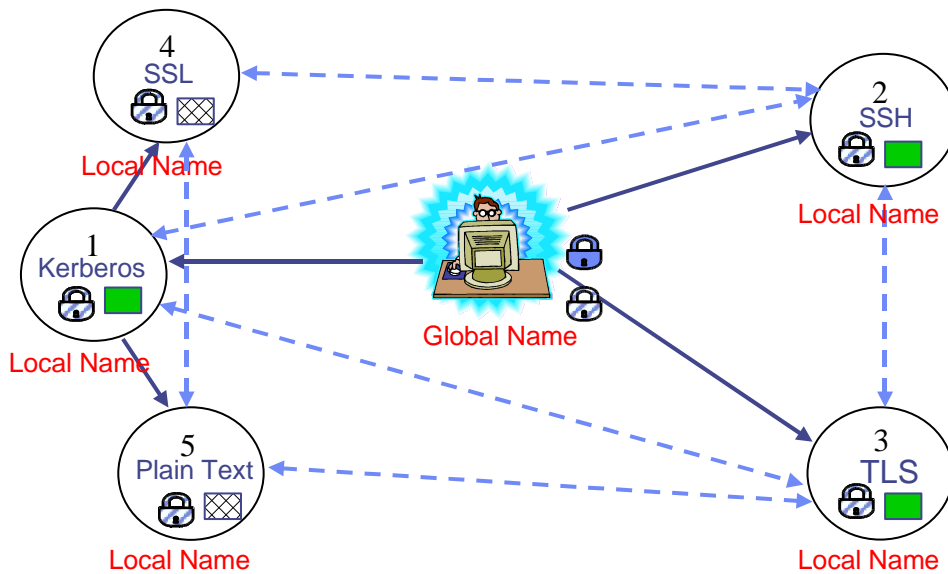 4
SSL
Local Name
2
SSH
Local Name
1
Kerberos
Local Name
Global Name
5
Plain Text
Local Name
3
TLS
Local Name